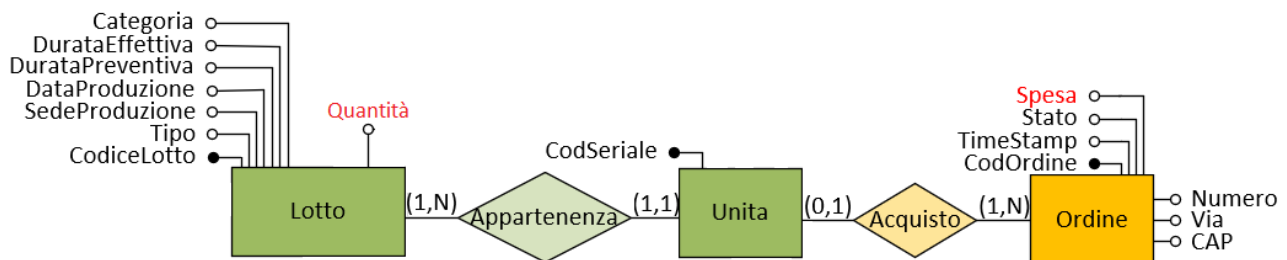 Categoria
DurataEffettiva
DurataPreventiva
DataProduzione
SedeProduzione
Tipo
CodiceLotto
Quantità
Lotto
(1,N)
Appartenenza
(1,1)
CodSeriale
Unita
(0,1)
Acquisto
(1,N)
Spesa
Stato
TimeStamp
CodOrdine
Ordine
Numero
Via
CAP